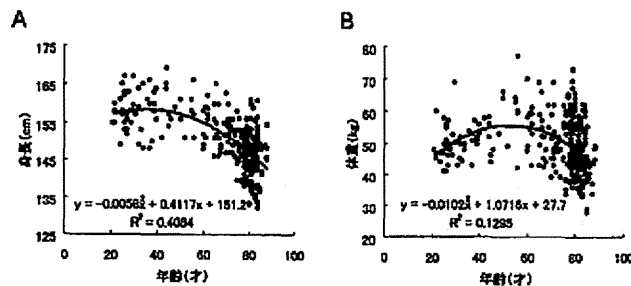 A
175
165
155
145
135
125
身長(cm)
y = -0.0058x² + 0.4117x + 151.2
R² = 0.4084
0 20 40 60 80 100
年齢(才)
B
80
70
60
50
40
30
20
体重(kg)
y = -0.0102x² + 1.0716x + 27.7
R² = 0.1295
0 20 40 60 80 100
年齢(才)